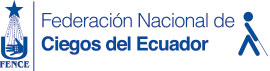 Federación Nacional de
Ciegos del Ecuador
FENCE